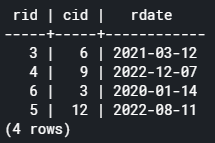 rid | cid | rdate
-----+-----+------------
3 | 6 | 2021-03-12
4 | 9 | 2022-12-07
6 | 3 | 2020-01-14
5 | 12 | 2022-08-11
(4 rows)